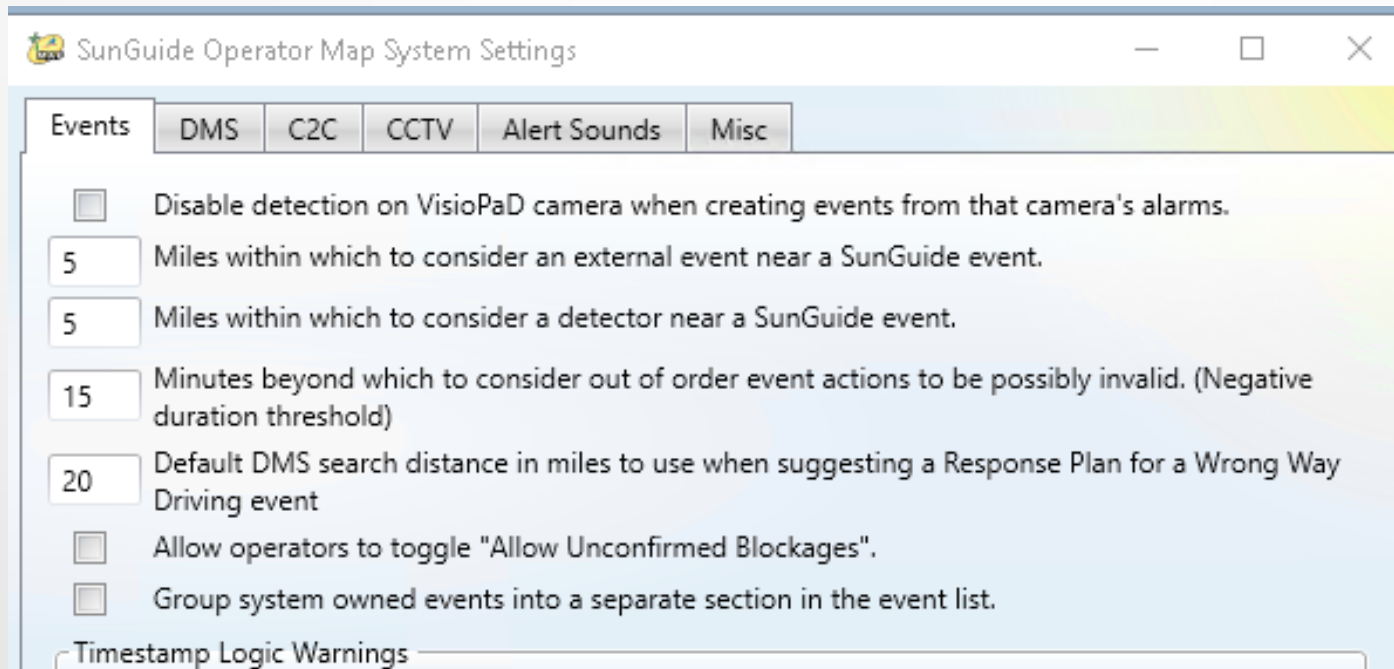 SunGuide Operator Map System Settings
Events DMS C2C CCTV Alert Sounds Misc
Disable detection on VisioPaD camera when creating events from that camera's alarms.
5 Miles within which to consider an external event near a SunGuide event.
5 Miles within which to consider a detector near a SunGuide event.
15 Minutes beyond which to consider out of order event actions to be possibly invalid. (Negative
duration threshold)
20 Default DMS search distance in miles to use when suggesting a Response Plan for a Wrong Way
Driving event
Allow operators to toggle "Allow Unconfirmed Blockages".
Group system owned events into a separate section in the event list.
Timestamp Logic Warnings